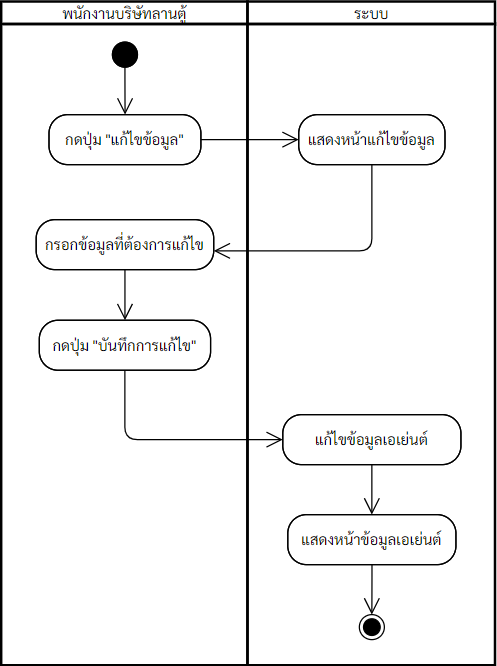 พนักงานบริษัทลานตู้
ระบบ
กดปุ่ม "แก้ไขข้อมูล"
แสดงหน้าแก้ไขข้อมูล
กรอกข้อมูลที่ต้องการแก้ไข
กดปุ่ม "บันทึกการแก้ไข"
แก้ไขข้อมูลเอเย่นต์
แสดงหน้าข้อมูลเอเย่นต์